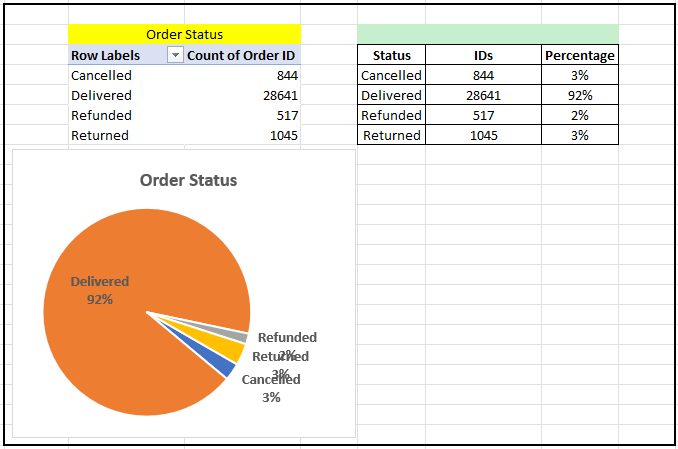 Order Status
Row Labels Count of Order ID
Cancelled 844
Delivered 28641
Refunded 517
Returned 1045
Status IDs Percentage
Cancelled 844 3%
Delivered 28641 92%
Refunded 517 2%
Returned 1045 3%
Order Status
Delivered
92%
Refunded
2%
Returned
3%
Cancelled
3%